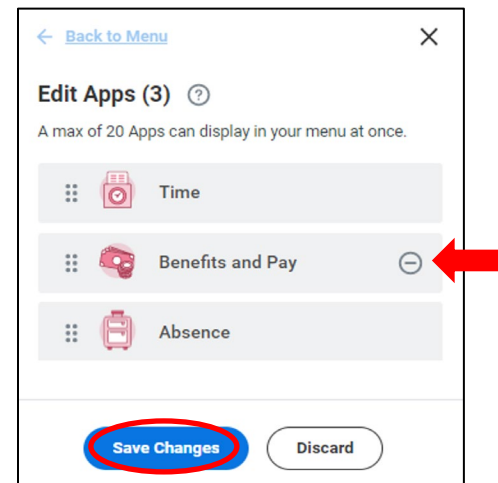 ← Back to Menu
Edit Apps (3) ?
A max of 20 Apps can display in your menu at once.
Time
Benefits and Pay
Absence
Save Changes Discard